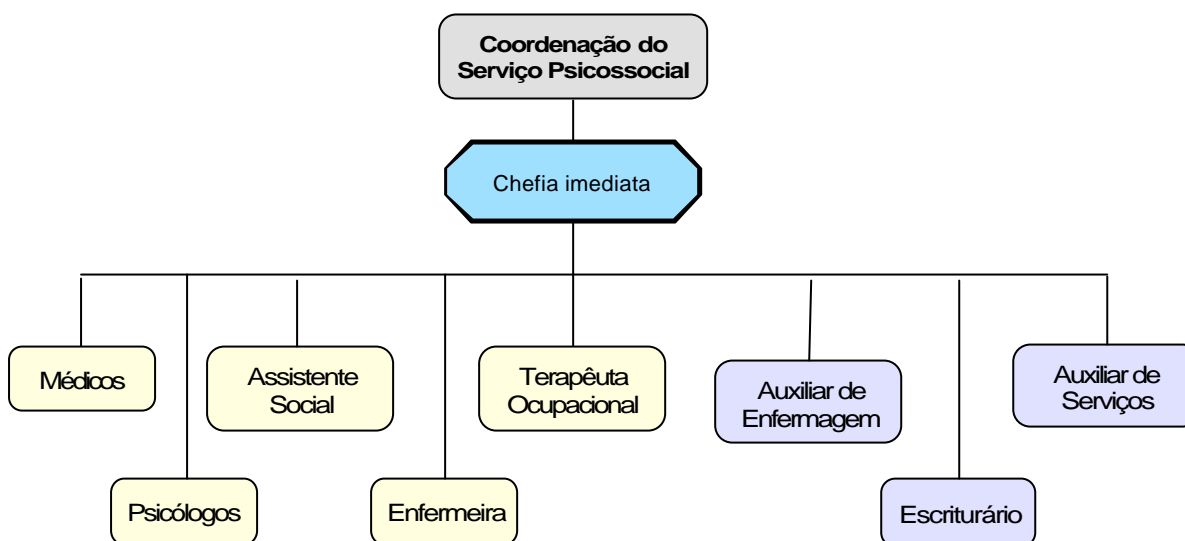 Coordenação do
Serviço Psicossocial
Chefia imediata
Médicos
Assistente
Social
Terapêuta
Ocupacional
Auxiliar de
Enfermagem
Auxiliar de
Serviços
Psicólogos
Enfermeira
Escriturário